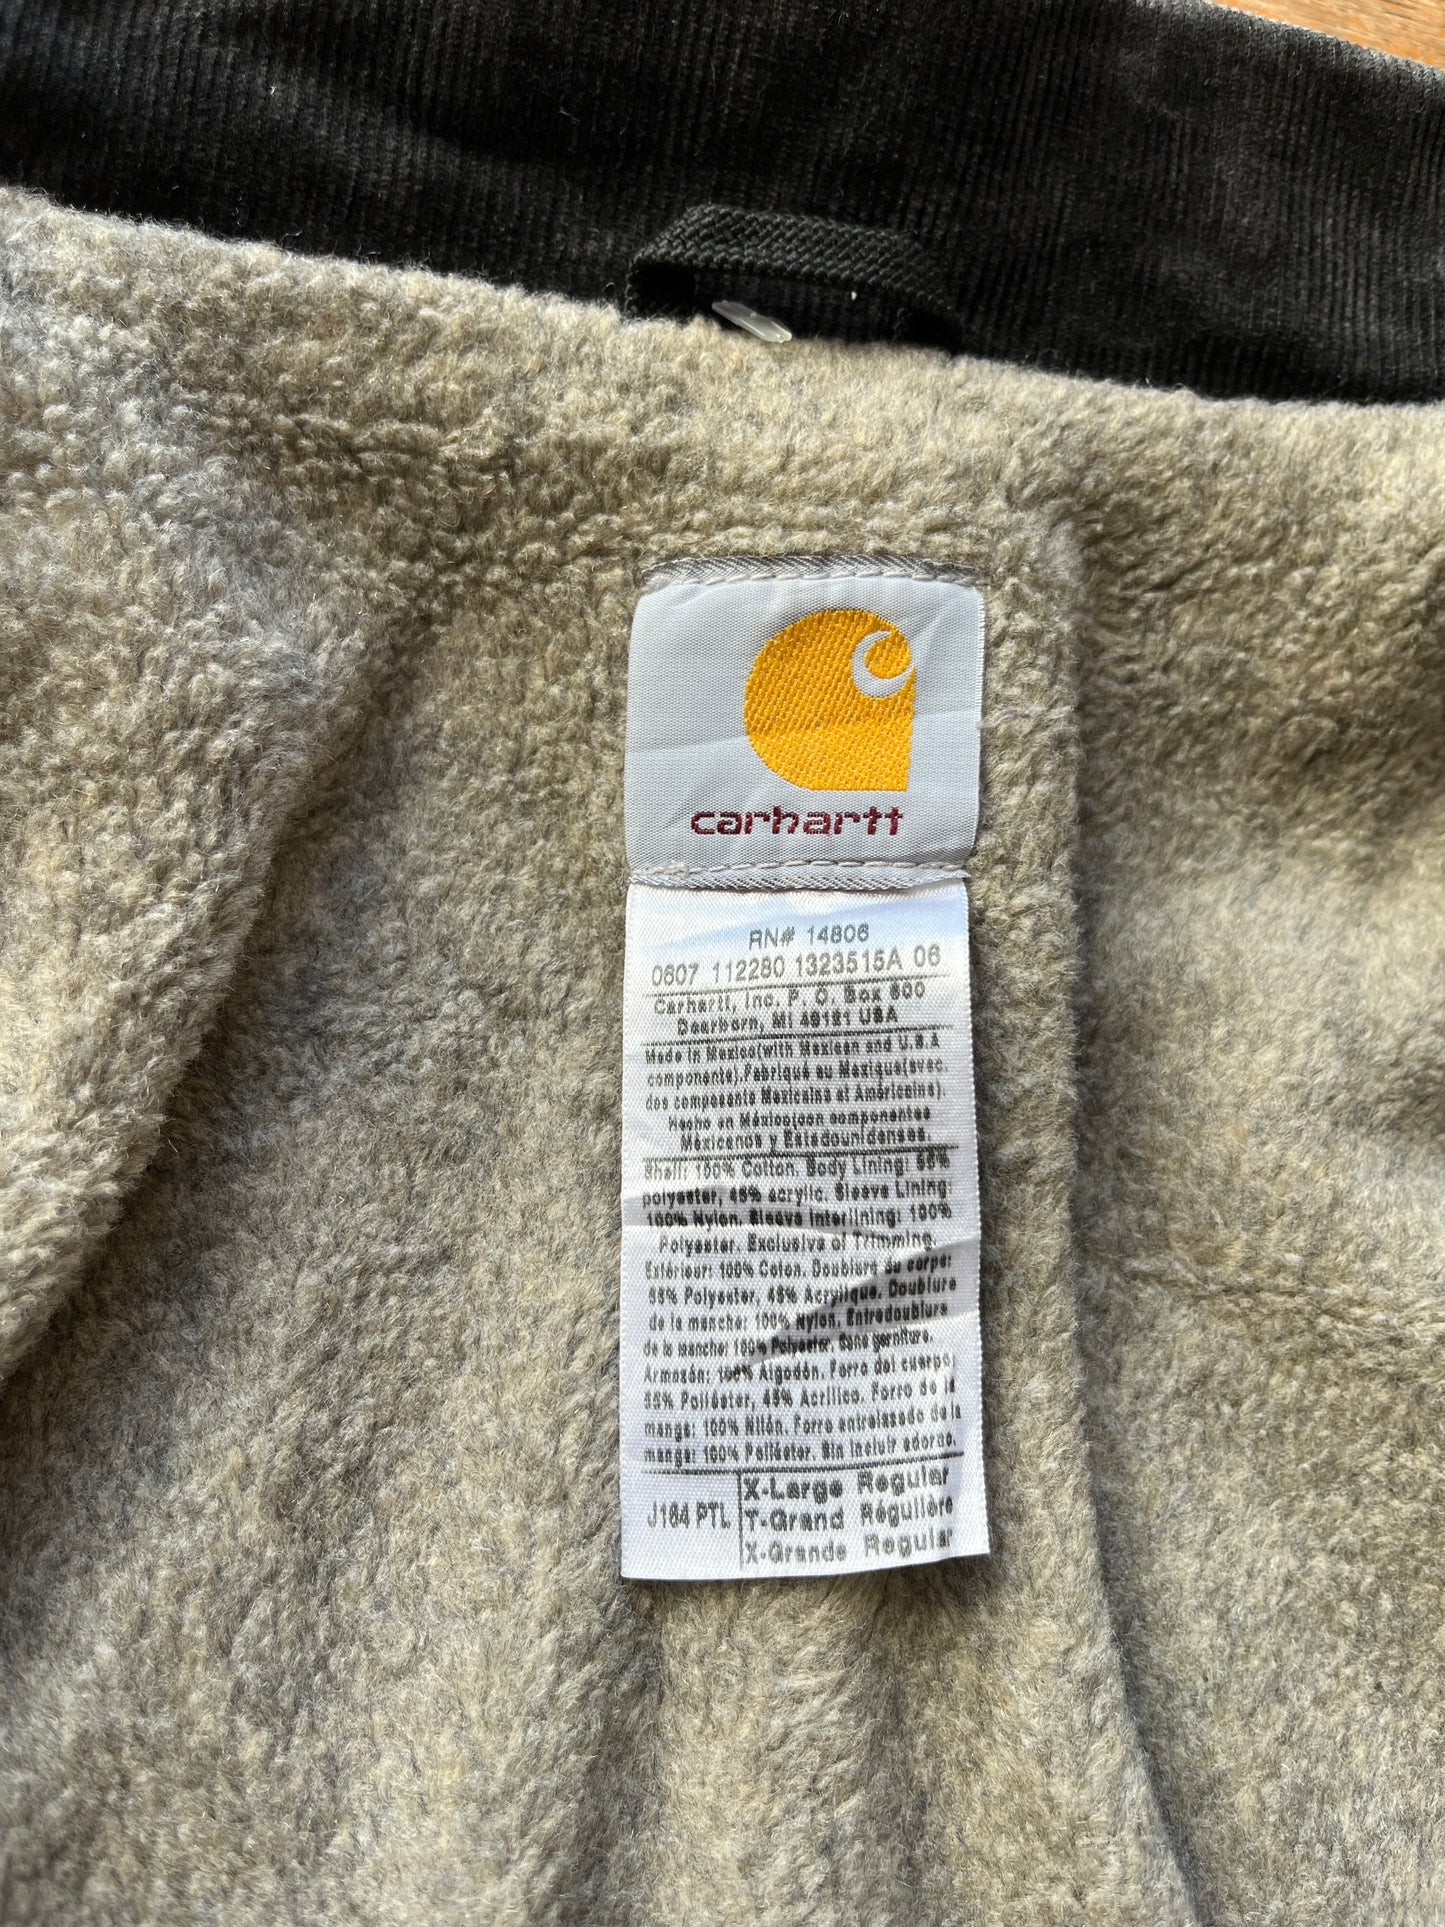 carhartt
RN# 14806
0607 112280 1323515A 06
Carhartt, Inc. P. O. Box 600
Dearborn, MI 48121 USA
Made in Mexico(with Mexican and U.S.A
components).Fabriqué au Mexique(avec.
dos composants Mexicains et Américains).
Hecho en México(con componentes
Mexicanos y Estadounidenses.
Shell: 100% Cotton. Body Lining: 55%
polyester, 45% acrylic. Sleeve Lining:
100% Nylon. Sleeve Interlining: 100%
Polyester. Exclusive of Trimming.
Extérieur: 100% Coton. Doublure du corps:
55% Polyester, 45% Acrylique. Doublure
de la manche: 100% Nylon. Entredoublure
de la manche: 100% Polyester. Sans garniture.
Armazón: 100% Algodón. Forro del cuerpo:
55% Poliéster, 45% Acrílico. Forro de la
manga: 100% Nilón. Forro entrelasado de la
manga: 100% Poliéster. Sin incluir adorno.
J164 PTL
X-Large Regular
T-Grand Régulière
X-Grande Regular